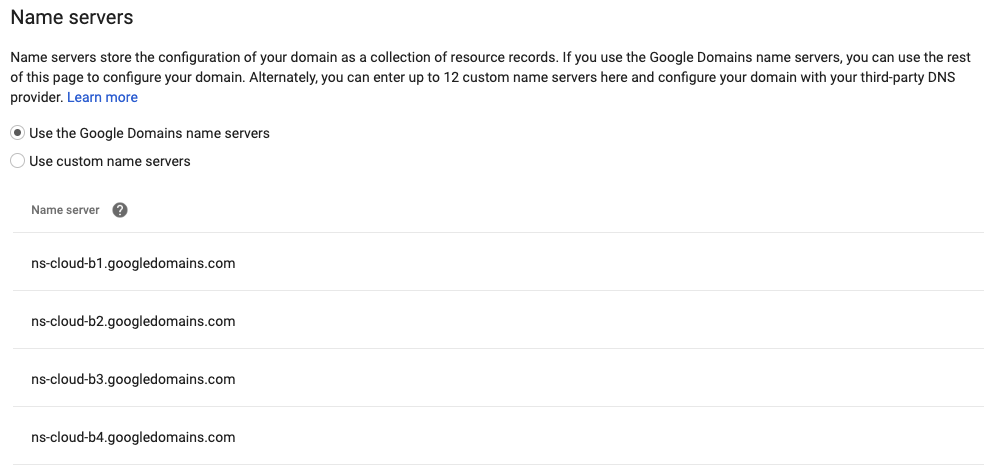 Name servers
Name servers store the configuration of your domain as a collection of resource records. If you use the Google Domains name servers, you can use the rest
of this page to configure your domain. Alternately, you can enter up to 12 custom name servers here and configure your domain with your third-party DNS
provider. Learn more
Use the Google Domains name servers
Use custom name servers
Name server ?
ns-cloud-b1.googledomains.com
ns-cloud-b2.googledomains.com
ns-cloud-b3.googledomains.com
ns-cloud-b4.googledomains.com